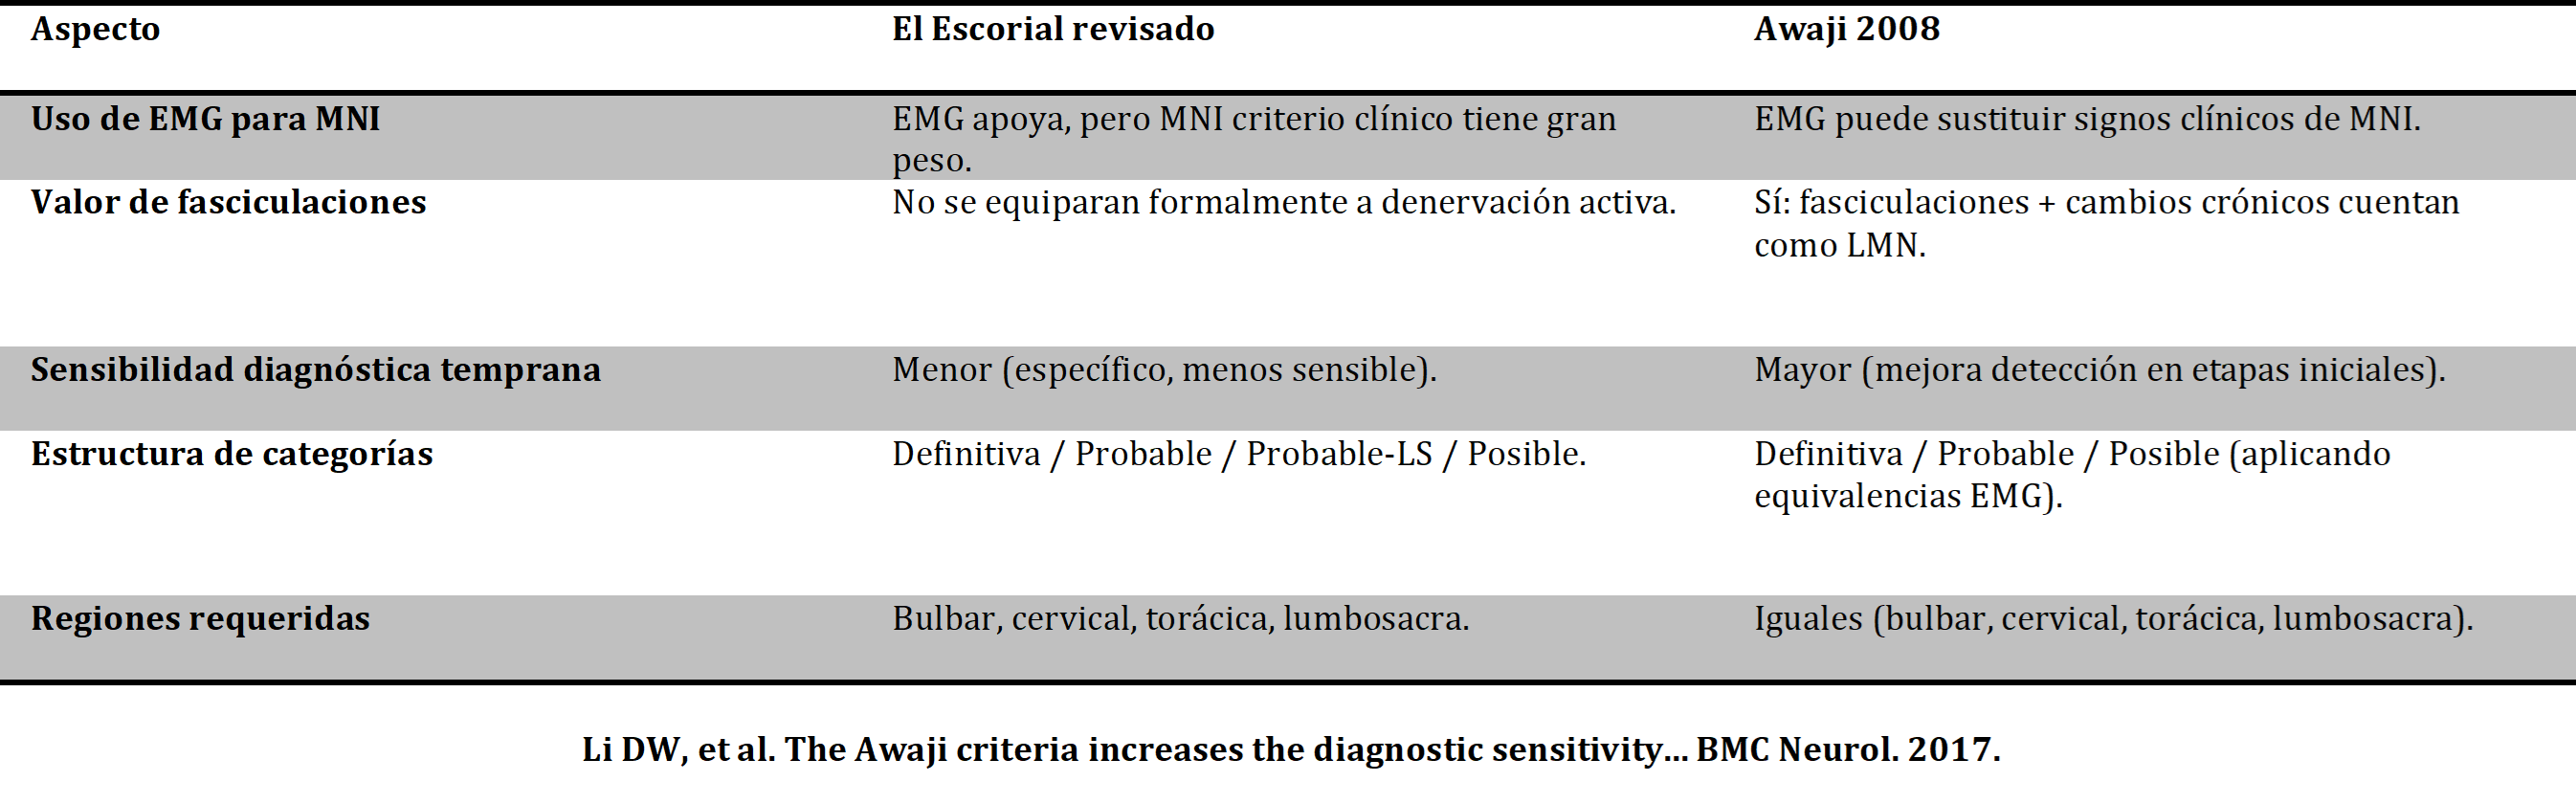 Aspecto El Escorial revisado Awaji 2008
Uso de EMG para MNI EMG apoya, pero MNI criterio clínico tiene gran EMG puede sustituir signos clínicos de MNI.
peso.
Valor de fasciculaciones No se equiparan formalmente a denervación activa. Sí: fasciculaciones + cambios crónicos cuentan
como LMN.
Sensibilidad diagnóstica temprana Menor (específico, menos sensible). Mayor (mejora detección en etapas iniciales).
Estructura de categorías Definitiva / Probable / Probable-LS / Posible. Definitiva / Probable / Posible (aplicando
equivalencias EMG).
Regiones requeridas Bulbar, cervical, torácica, lumbosacra. Iguales (bulbar, cervical, torácica, lumbosacra).
Li DW, et al. The Awaji criteria increases the diagnostic sensitivity... BMC Neurol. 2017.